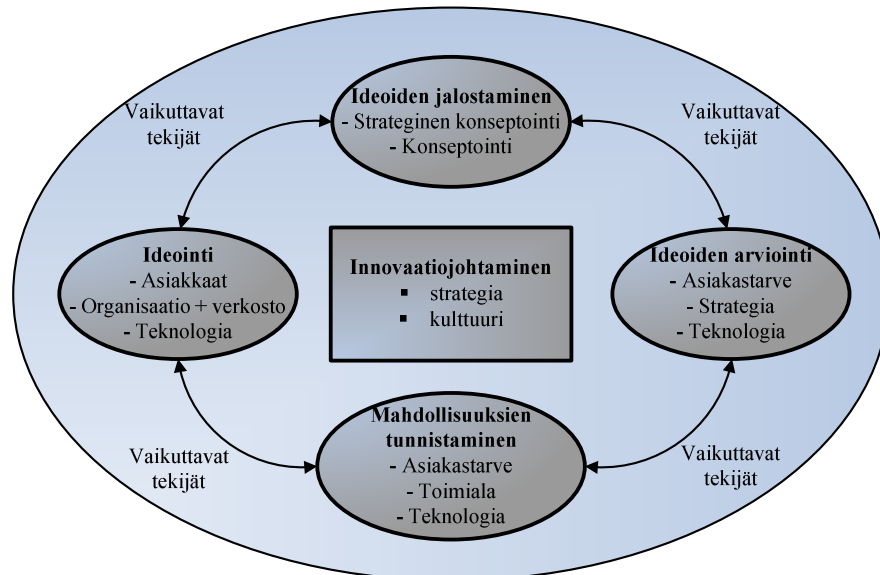 Ideoiden jalostaminen
- Strateginen konseptointi
- Konseptointi
Vaikuttavat
tekijät
Vaikuttavat
tekijät
Ideointi
- Asiakkaat
- Organisaatio + verkosto
- Teknologia
Innovaatiojohtaminen
▪ strategia
▪ kulttuuri
Ideoiden arviointi
- Asiakastarve
- Strategia
- Teknologia
Mahdollisuuksien
tunnistaminen
- Asiakastarve
- Toimiala
- Teknologia
Vaikuttavat
tekijät
Vaikuttavat
tekijät